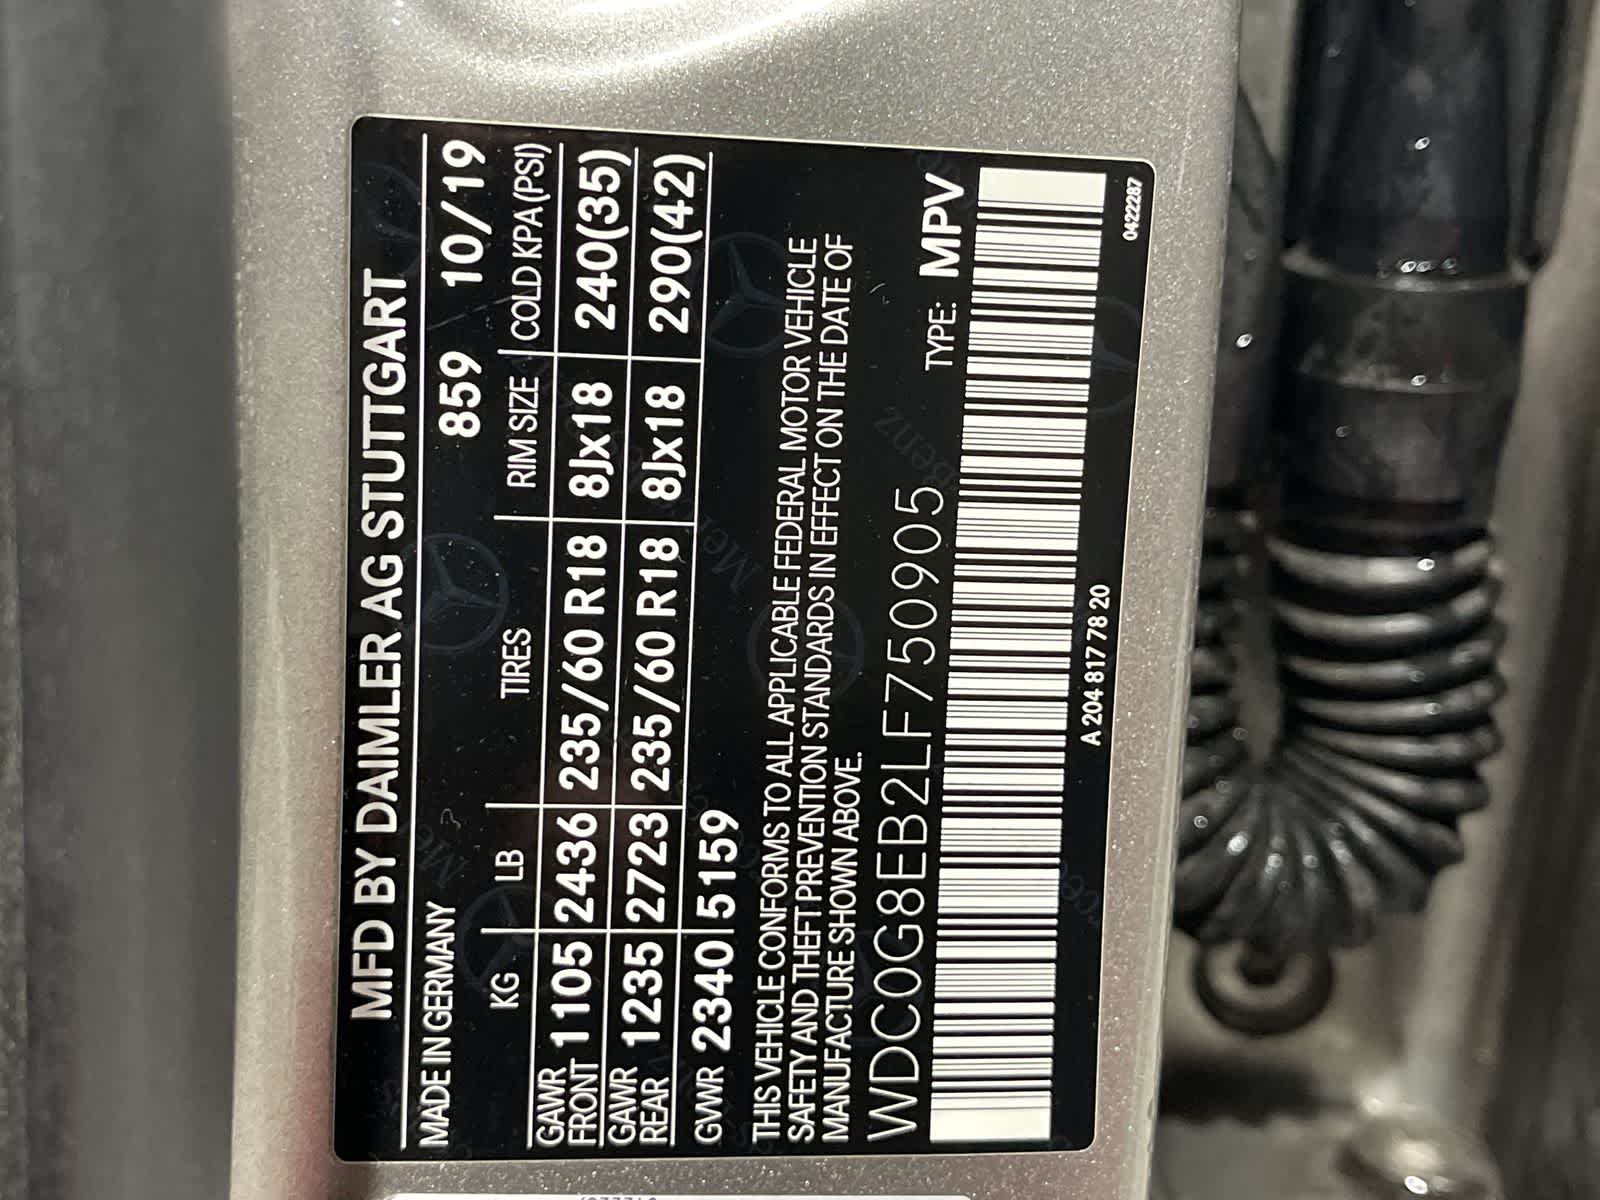 MFD BY DAIMLER AG STUTTGART
MADE IN GERMANY 859 10/19
KG LB TIRES RIM SIZE COLD KPA (PSI)
GAWR FRONT 1105 2436 235/60 R18 8Jx18 240(35)
GAWR REAR 1235 2723 235/60 R18 8Jx18 290(42)
GVWR 2340 5159
THIS VEHICLE CONFORMS TO ALL APPLICABLE FEDERAL MOTOR VEHICLE
SAFETY AND THEFT PREVENTION STANDARDS IN EFFECT ON THE DATE OF
MANUFACTURE SHOWN ABOVE.
WDC0G8EB2LF750905 TYPE: MPV
A 204 817 78 20 0422287